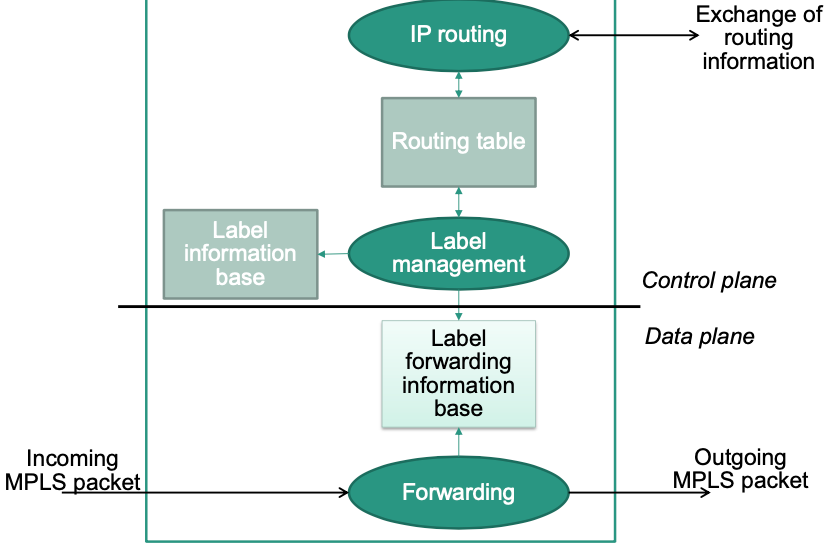 IP routing
Exchange of
routing
information
Routing table
Label
information
base
Label
management
Control plane
Data plane
Label
forwarding
information
base
Incoming
MPLS packet
Forwarding
Outgoing
MPLS packet